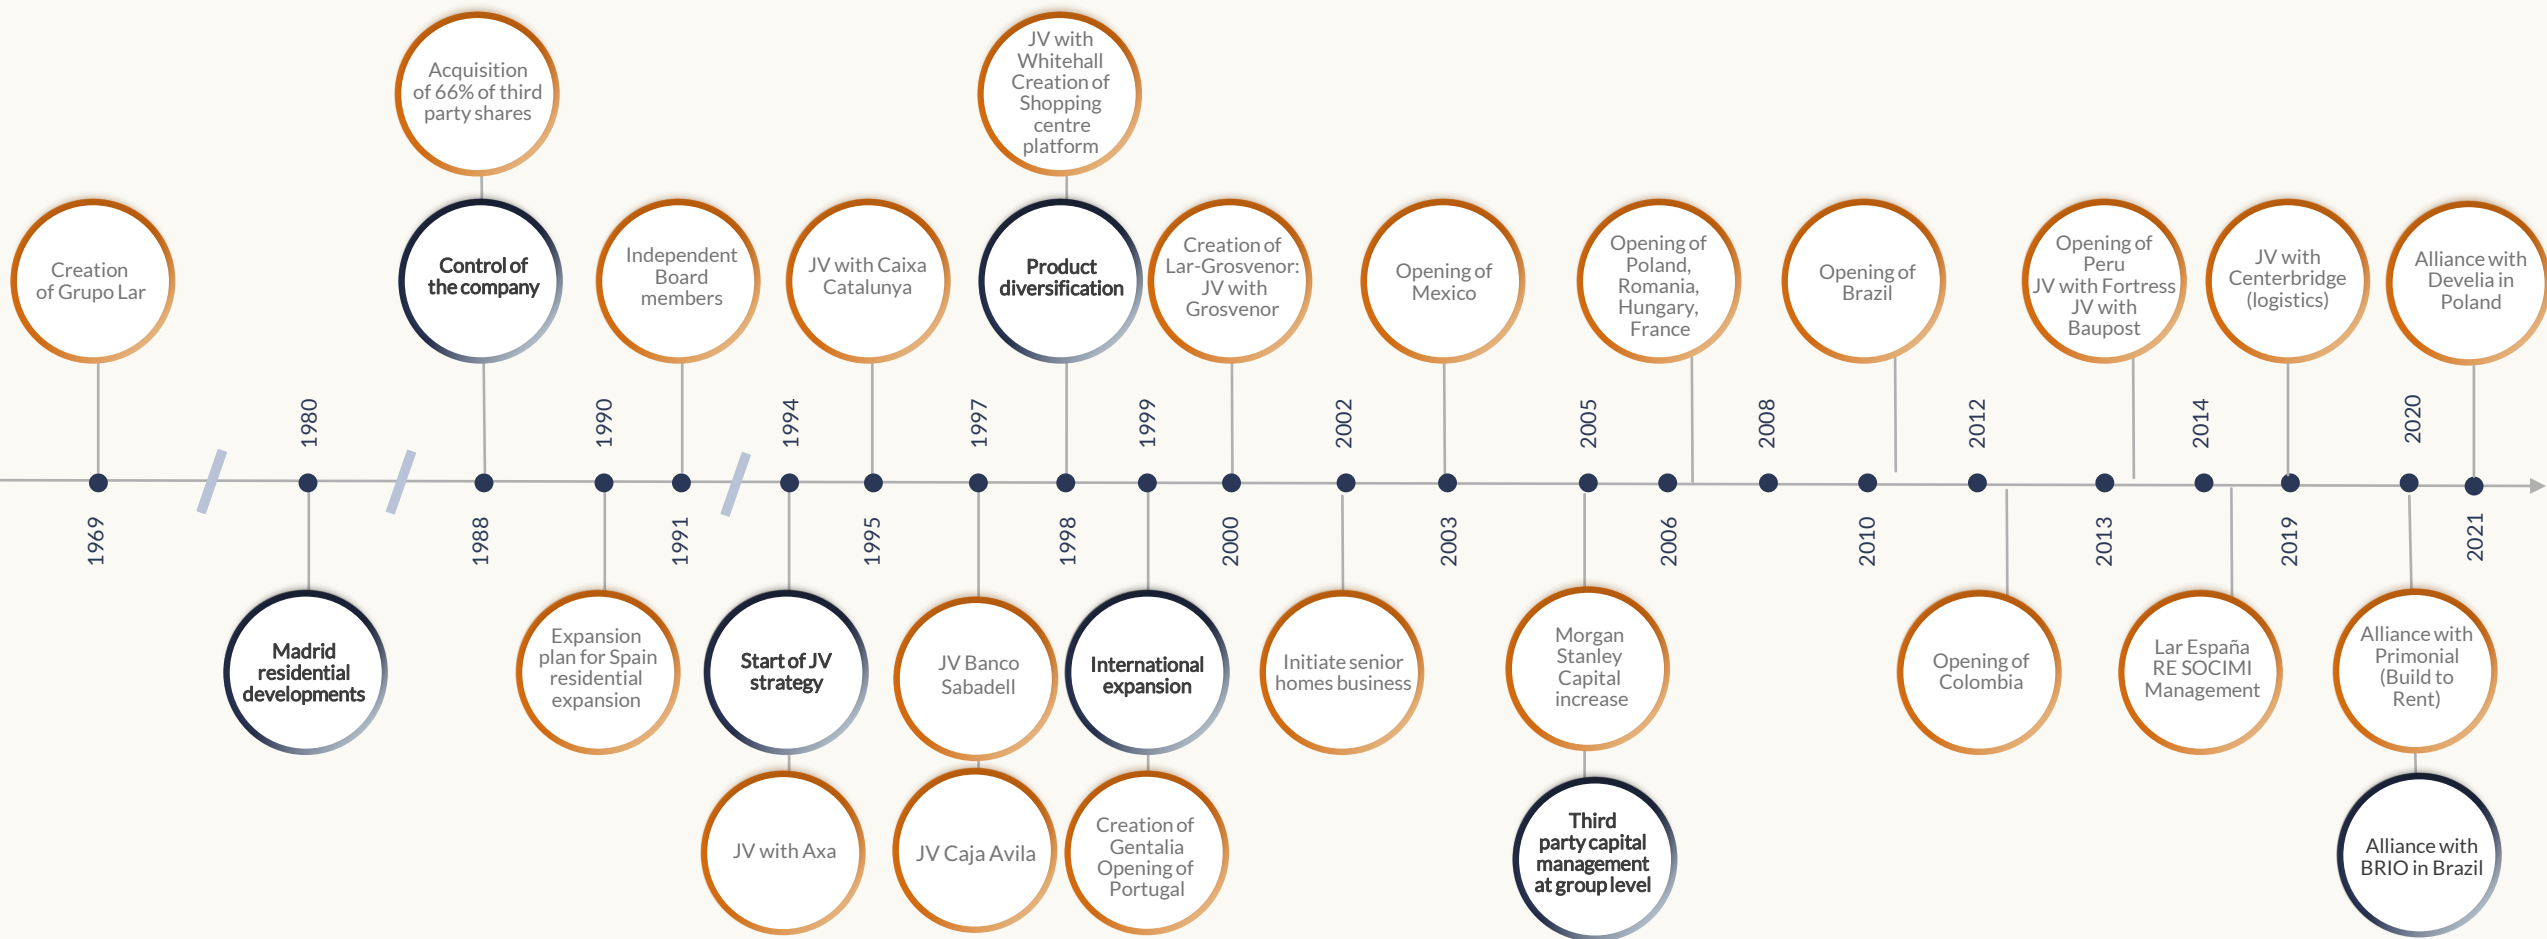 Acquisition
of 66% of third
party shares
JV with
Whitehall
Creation of
Shopping
centre
platform
Creation
of Grupo Lar
Control of
the company
Independent
Board
members
JV with Caixa
Catalunya
Product
diversification
Creation of
Lar-Grosvenor:
JV with
Grosvenor
Opening of
Mexico
Opening of
Poland,
Romania,
Hungary,
France
Opening of
Brazil
Opening of
Peru
JV with Fortress
JV with
Baupost
JV with
Centerbridge
(logistics)
Alliance with
Develia in
Poland
1980
1990
1994
1997
1999
2002
2005
2008
2012
2014
2020
1969
1988
1991
1995
1998
2000
2003
2006
2010
2013
2019
2021
Madrid
residential
developments
Expansion
plan for Spain
residential
expansion
Start of JV
strategy
JV Banco
Sabadell
International
expansion
Initiate senior
homes business
Morgan
Stanley
Capital
increase
Opening of
Colombia
Lar España
RE SOCIMI
Management
Alliance with
Primonial
(Build to
Rent)
JV with Axa
JV Caja Avila
Creation of
Gentalia
Opening of
Portugal
Third
party capital
management
at group level
Alliance with
BRIO in Brazil